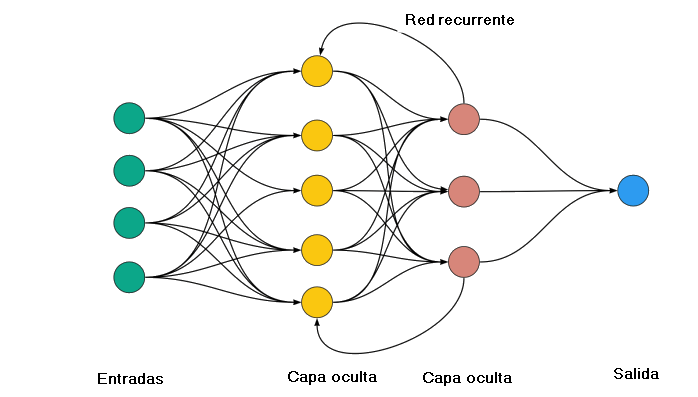 Red recurrente
Entradas
Capa oculta
Capa oculta
Salida